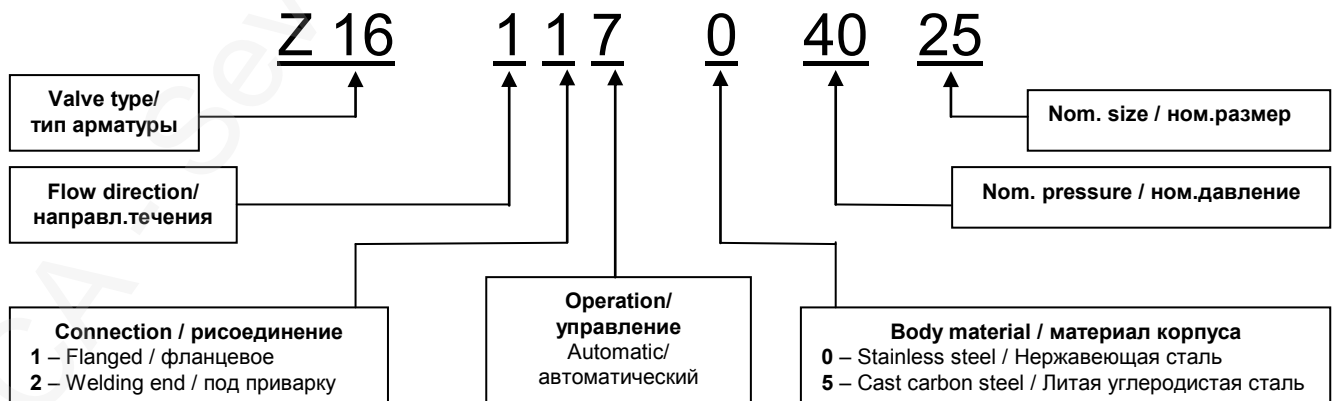 Z 16 1 1 7 0 40 25
Valve type/
тип арматуры
Nom. size / ном.размер
Flow direction/
направл.течения
Nom. pressure / ном.давление
Connection / рисоединение
1 – Flanged / фланцевое
2 – Welding end / под приварку
Operation/
управление
Automatic/
автоматический
Body material / материал корпуса
0 – Stainless steel / Нержавеющая сталь
5 – Cast carbon steel / Литая углеродистая сталь